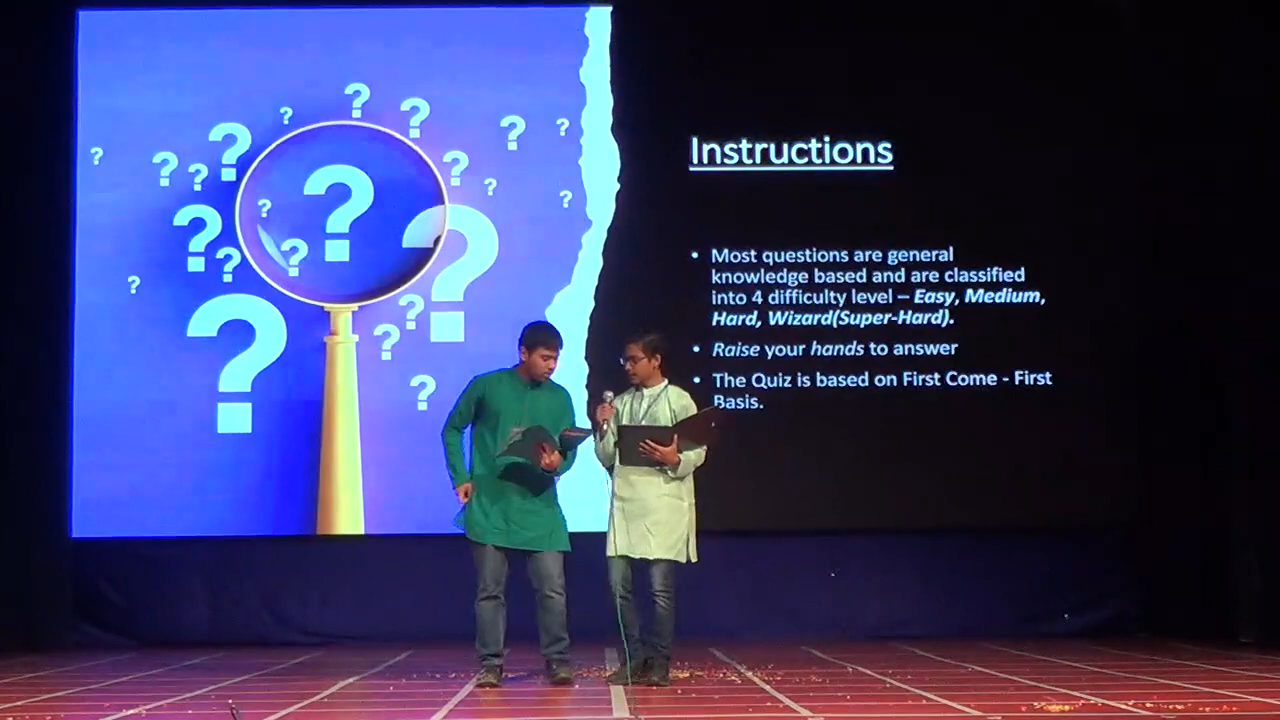 Instructions
• Most questions are general
knowledge based and are classified
into 4 difficulty level – Easy, Medium,
Hard, Wizard(Super-Hard).
• Raise your hands to answer
• The Quiz is based on First Come - First
Basis.